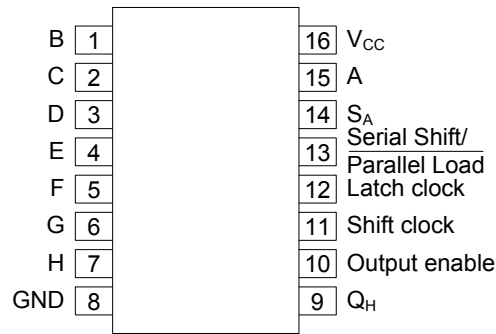 B 1 16 VCC
C 2 15 A
D 3 14 SA
E 4 13 Serial Shift/
Parallel Load
F 5 12 Latch clock
G 6 11 Shift clock
H 7 10 Output enable
GND 8 9 QH